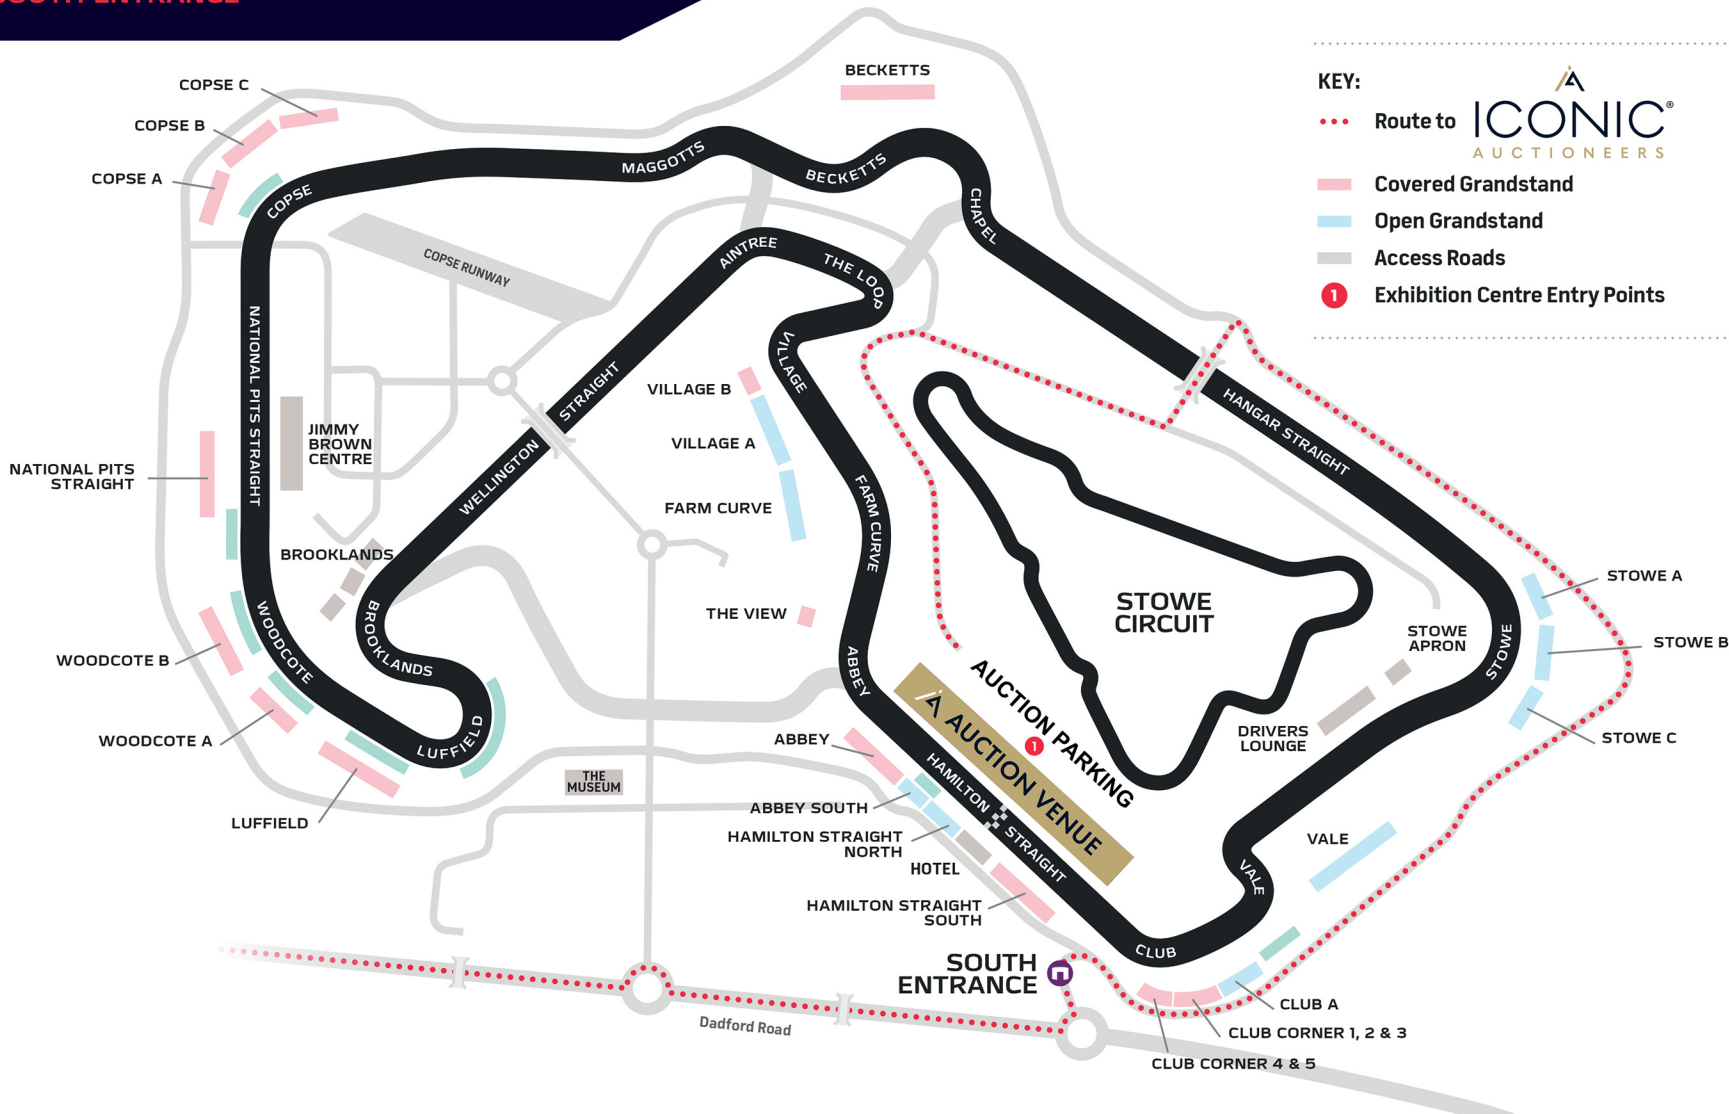 SOUTH ENTRANCE
KEY:
Route to
ICONIC®
AUCTIONEERS
Covered Grandstand
Open Grandstand
Access Roads
1
Exhibition Centre Entry Points
BECKETTS
COPSE C
COPSE B
COPSE A
COPSE
MAGGOTTS
BECKETTS
CHAPEL
COPSE RUNWAY
AINTREE
THE LOOP
NATIONAL PITS STRAIGHT
VILLAGE
VILLAGE B
VILLAGE A
FARM CURVE
FARM CURVE
WELLINGTON STRAIGHT
HANGAR STRAIGHT
JIMMY
BROWN
CENTRE
NATIONAL PITS
STRAIGHT
BROOKLANDS
BROOKLANDS
THE VIEW
STOWE
CIRCUIT
STOWE
APRON
STOWE
STOWE A
STOWE B
STOWE C
DRIVERS
LOUNGE
WOODCOTE
WOODCOTE B
WOODCOTE A
LUFFIELD
LUFFIELD
ABBEY
AUCTION PARKING
1
AUCTION VENUE
HAMILTON STRAIGHT
ABBEY
THE
MUSEUM
ABBEY SOUTH
HAMILTON STRAIGHT
NORTH
HOTEL
HAMILTON STRAIGHT
SOUTH
VALE
VALE
CLUB
SOUTH
ENTRANCE
Dadford Road
CLUB A
CLUB CORNER 1, 2 & 3
CLUB CORNER 4 & 5